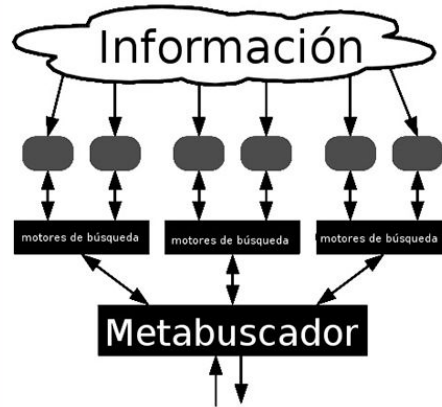 Información
motores de búsqueda
motores de búsqueda
motores de búsqueda
Metabuscador